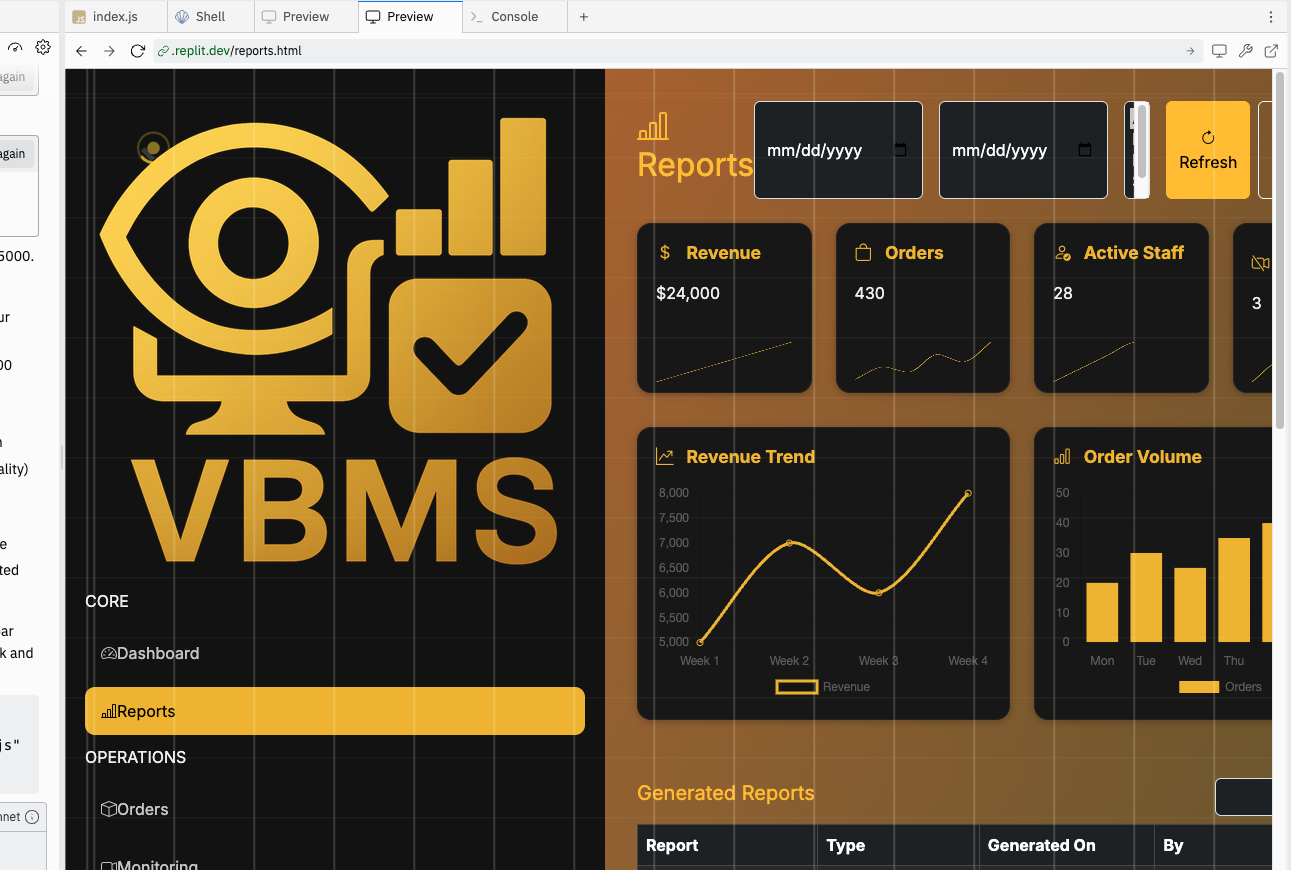 index.js
Shell
Preview
Preview
Console
.replit.dev/reports.html
again
again
5000.
ur
00
ality)
e
ted
ar
k and
js"
nnet
VBMS
CORE
Dashboard
Reports
OPERATIONS
Orders
Monitoring
Reports
mm/dd/yyyy
mm/dd/yyyy
Refresh
Revenue
$24,000
Orders
430
Active Staff
28
3
Revenue Trend
8,000
7,500
7,000
6,500
6,000
5,500
5,000
Week 1 Week 2 Week 3 Week 4
Revenue
Order Volume
50
40
30
20
10
0
Mon Tue Wed Thu
Orders
Generated Reports
Report Type Generated On By